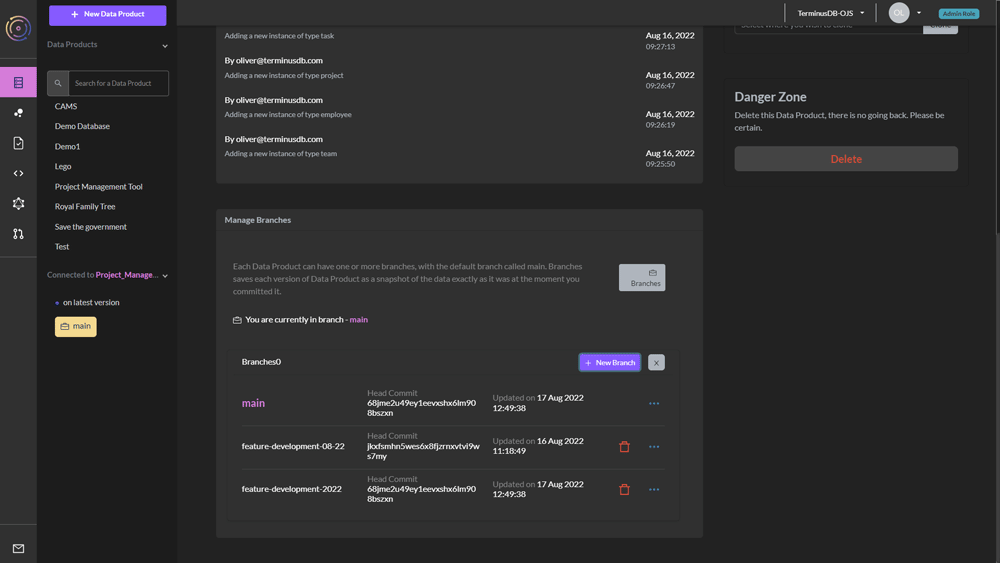 + New Data Product
TerminusDB-OJS
OL
Admin Role
Data Products
Search for a Data Product
CAMS
Demo Database
Demo1
Lego
Project Management Tool
Royal Family Tree
Save the government
Test
Connected to Project_Manage...
on latest version
main
Adding a new instance of type task
Aug 16, 2022
09:27:13
By oliver@terminusdb.com
Adding a new instance of type project
Aug 16, 2022
09:26:47
By oliver@terminusdb.com
Adding a new instance of type employee
Aug 16, 2022
09:26:19
By oliver@terminusdb.com
Adding a new instance of type team
Aug 16, 2022
09:25:50
Danger Zone
Delete this Data Product, there is no going back. Please be
certain.
Delete
Manage Branches
Each Data Product can have one or more branches, with the default branch called main. Branches
saves each version of Data Product as a snapshot of the data exactly as it was at the moment you
committed it.
Branches
You are currently in branch - main
Branches0
+ New Branch
x
main
Head Commit
68jme2u49ey1eevxshx6lm90
8bszxn
Updated on 17 Aug 2022
12:49:38
feature-development-08-22
Head Commit
jkxfsmhn5wes6x8fjzrnxvtvi9w
s7my
Updated on 16 Aug 2022
11:18:49
feature-development-2022
Head Commit
68jme2u49ey1eevxshx6lm90
8bszxn
Updated on 17 Aug 2022
12:49:38